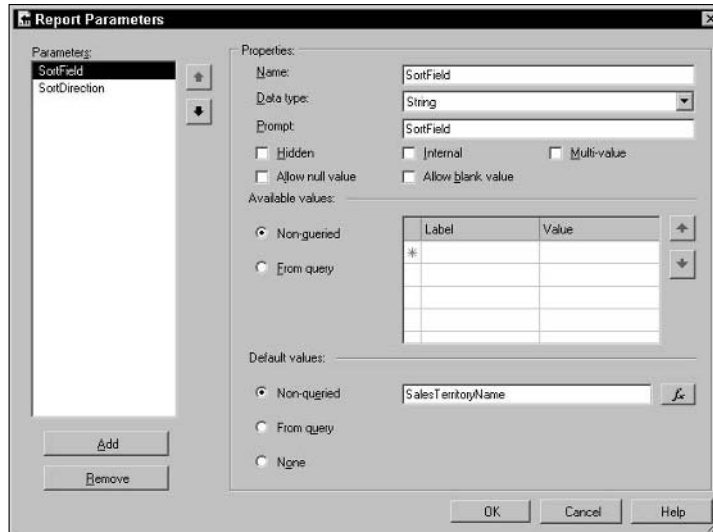 Report Parameters
Parameters:
SortField
SortDirection
Add
Remove
Properties:
Name:
SortField
Data type:
String
Prompt:
SortField
Hidden
Internal
Multi-value
Allow null value
Allow blank value
Available values:
Non-queried
From query
Label
Value
Default values:
Non-queried
SalesTerritoryName
fx
From query
None
OK
Cancel
Help